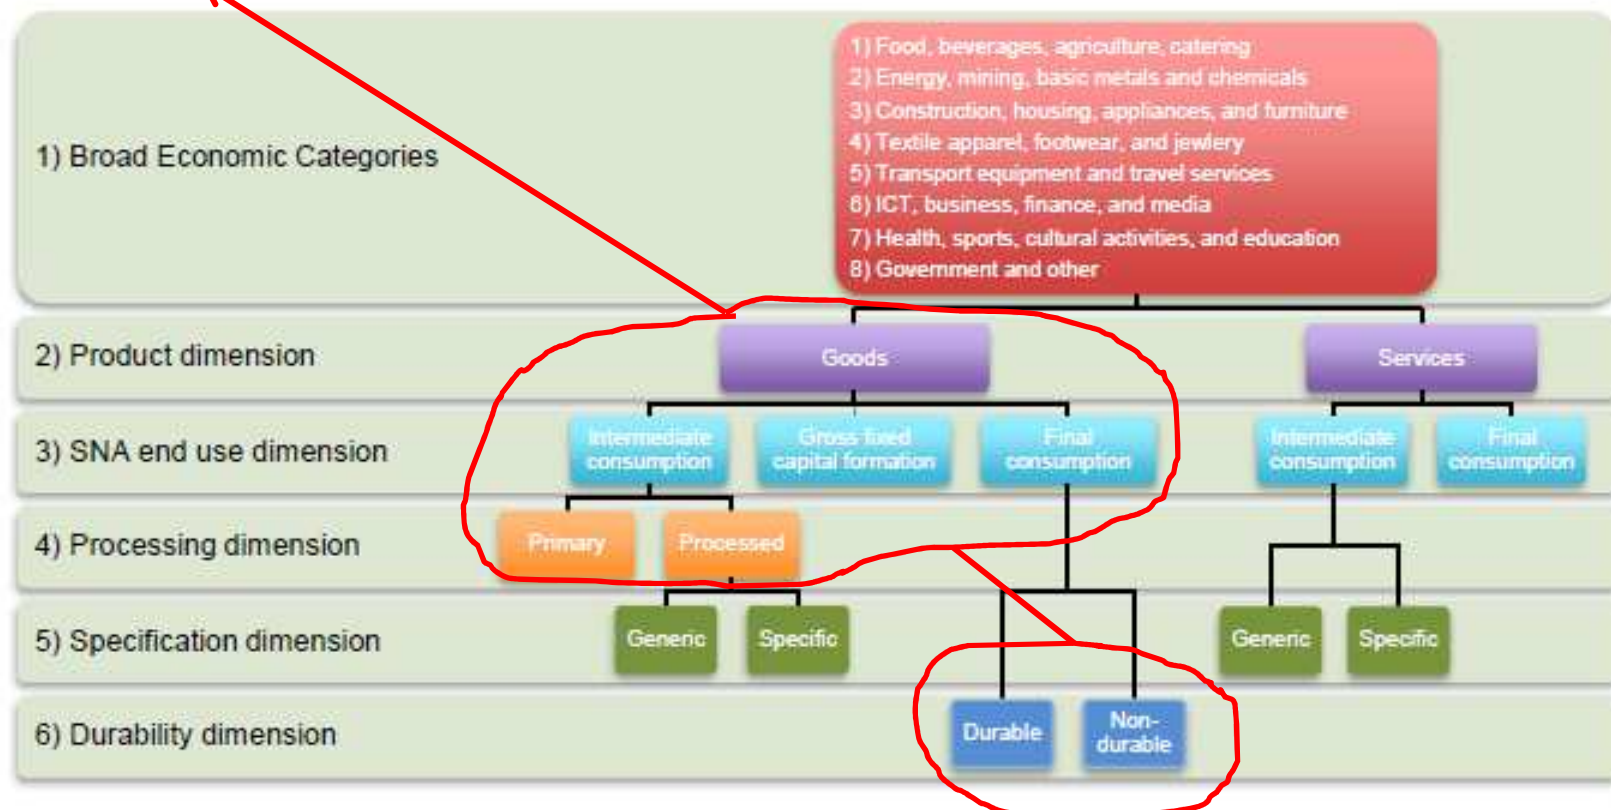 1) Food, beverages, agriculture, catering
2) Energy, mining, basic metals and chemicals
3) Construction, housing, appliances, and furniture
4) Textile apparel, footwear, and jewlery
5) Transport equipment and travel services
6) ICT, business, finance, and media
7) Health, sports, cultural activities, and education
8) Government and other
1) Broad Economic Categories
2) Product dimension
Goods
Services
3) SNA end use dimension
Intermediate
consumption
Gross fixed
capital formation
Final
consumption
Intermediate
consumption
Final
consumption
4) Processing dimension
Primary
Processed
5) Specification dimension
Generic
Specific
Generic
Specific
6) Durability dimension
Durable
Non-
durable